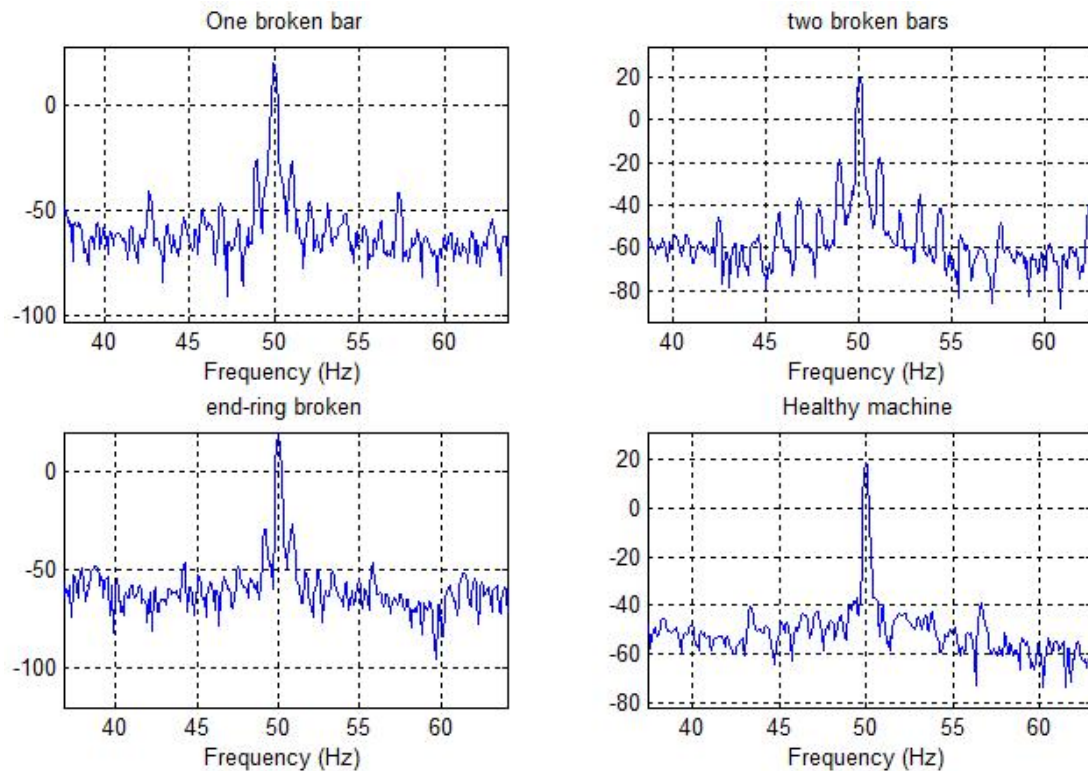 One broken bar
0
-50
-100
40 45 50 55 60
Frequency (Hz)
two broken bars
20
0
-20
-40
-60
-80
40 45 50 55 60
Frequency (Hz)
end-ring broken
0
-50
-100
40 45 50 55 60
Frequency (Hz)
Healthy machine
20
0
-20
-40
-60
-80
40 45 50 55 60
Frequency (Hz)